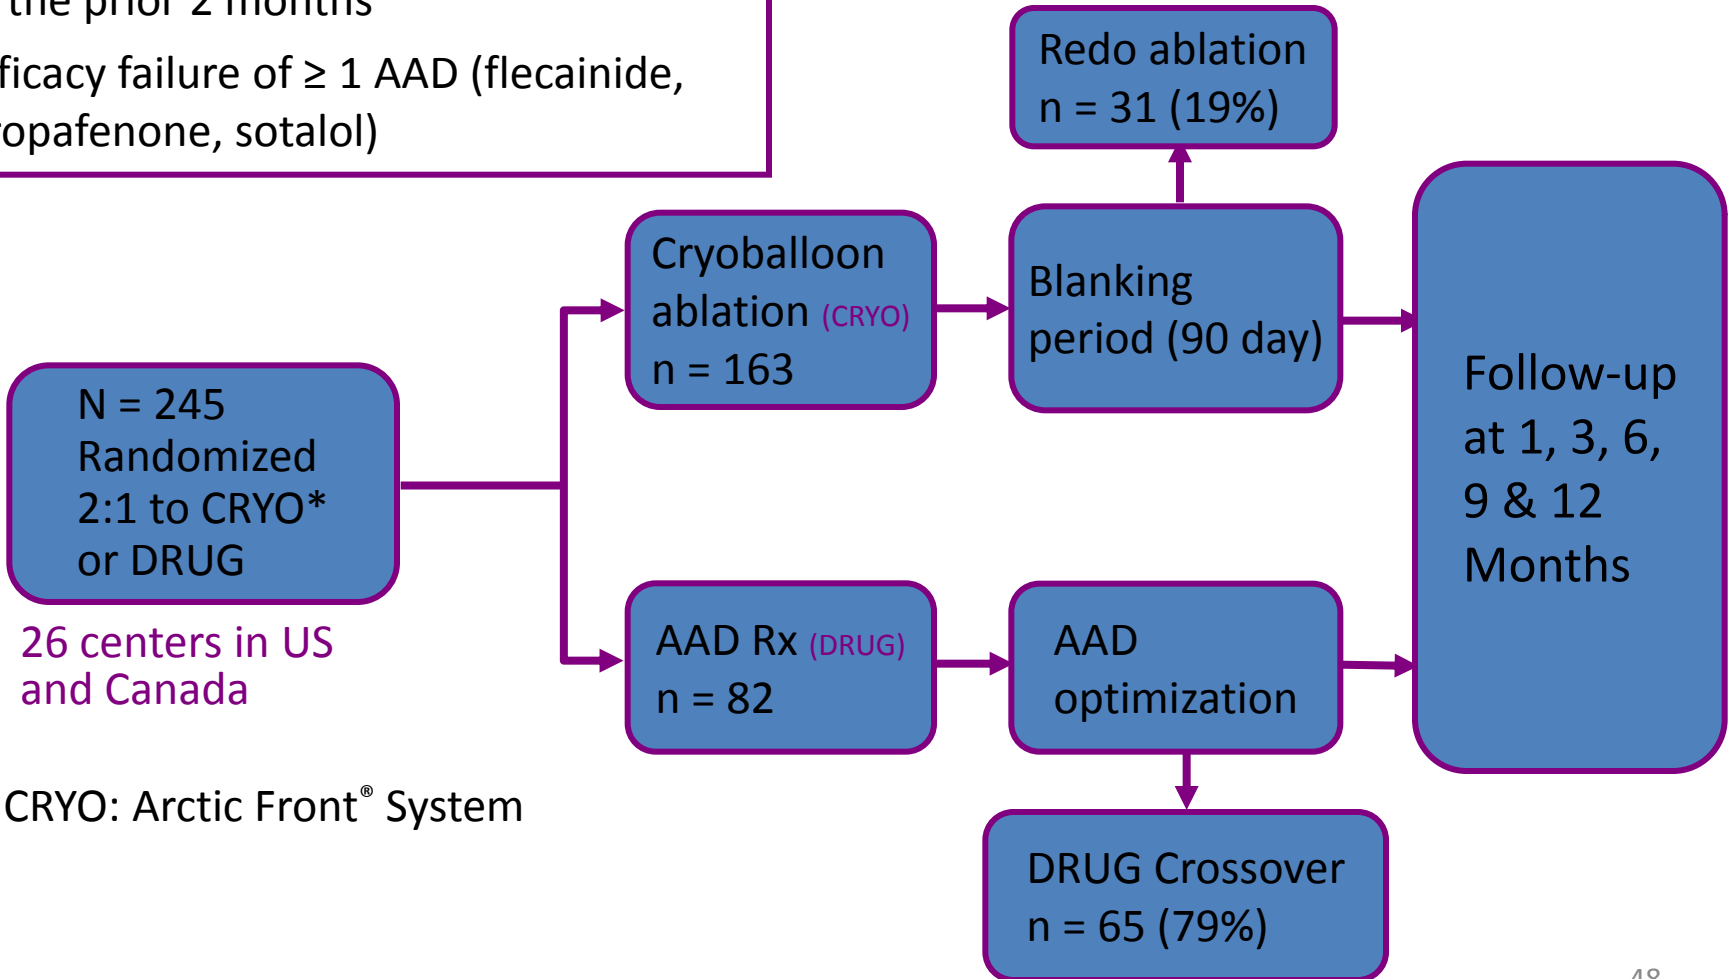 the prior 2 months
ficacy failure of ≥ 1 AAD (flecainide,
opafenone, sotalol)
Redo ablation
n = 31 (19%)
Cryoballoon
ablation (CRYO)
n = 163
Blanking
period (90 day)
Follow-up
at 1, 3, 6,
9 & 12
Months
N = 245
Randomized
2:1 to CRYO*
or DRUG
26 centers in US
and Canada
AAD Rx (DRUG)
n = 82
AAD
optimization
CRYO: Arctic Front® System
DRUG Crossover
n = 65 (79%)
48